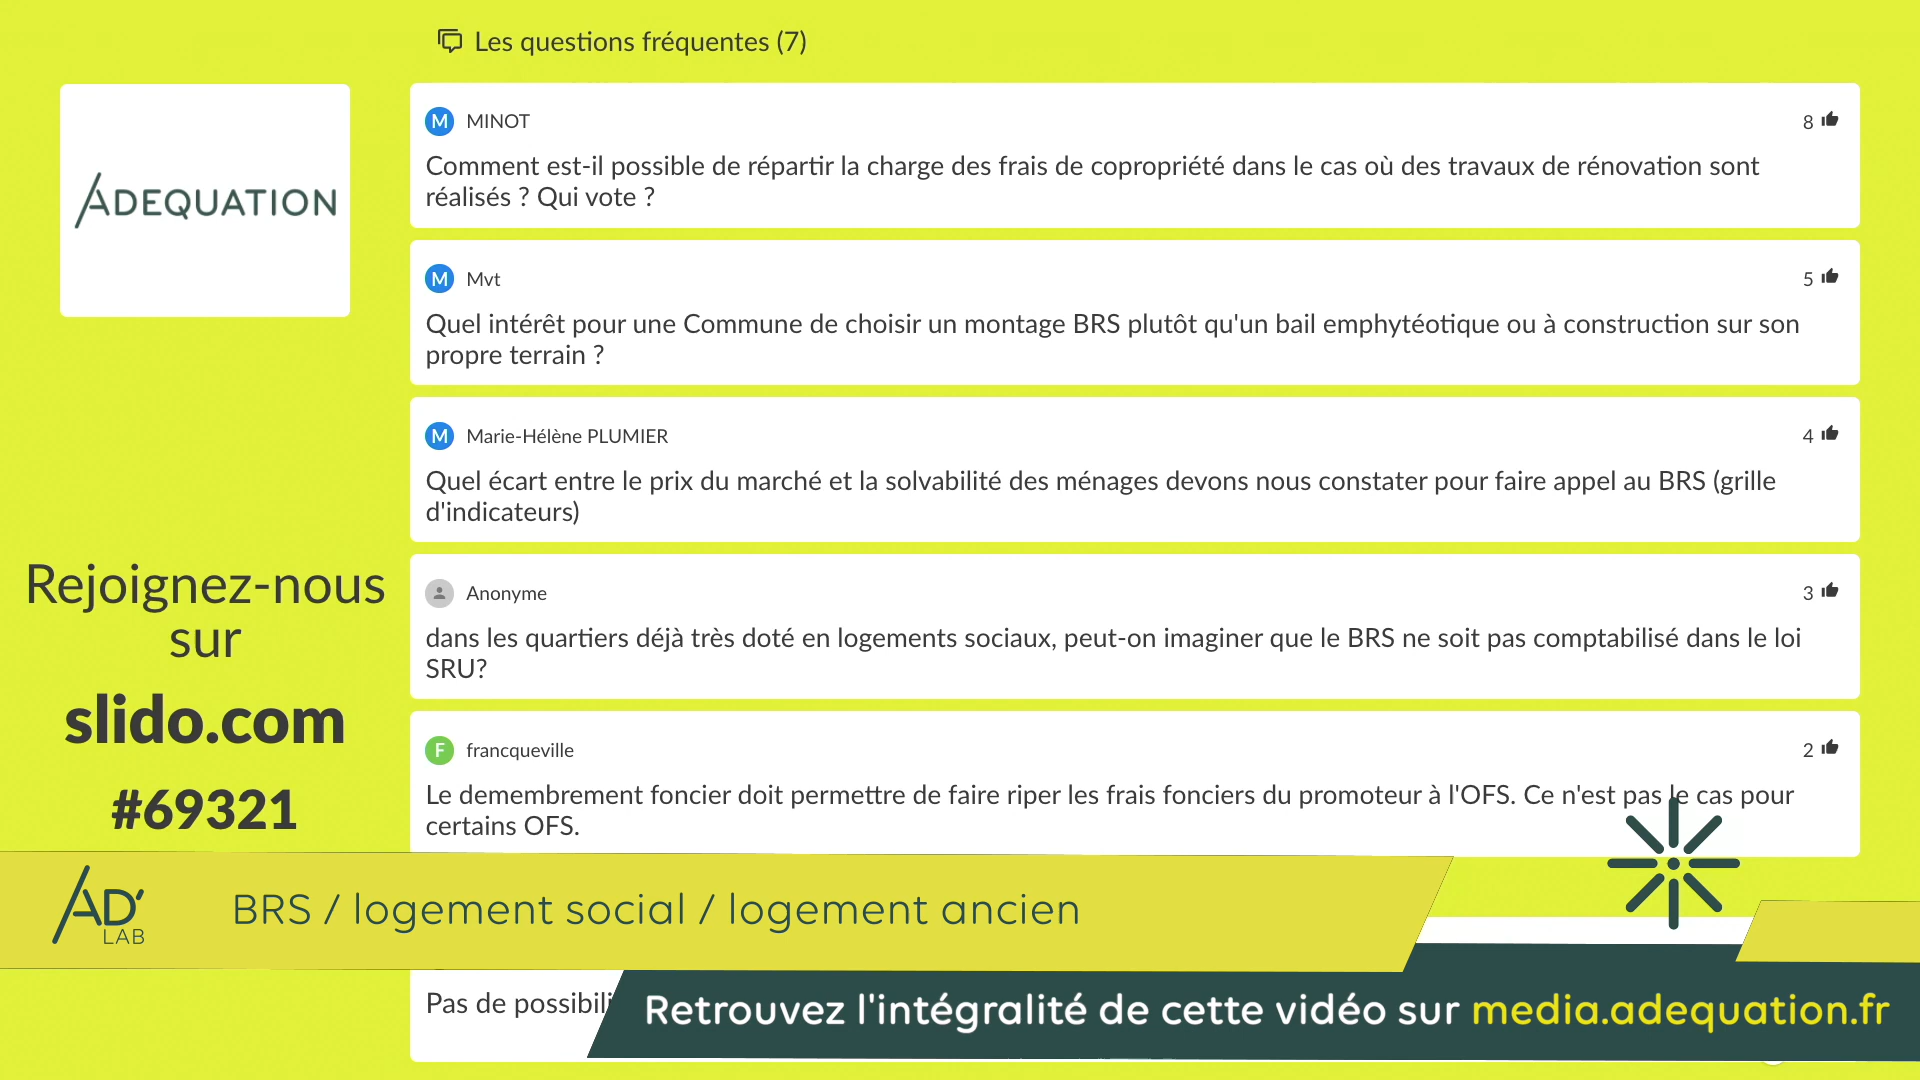 Les questions fréquentes (7)
ADEQUATION
M MINOT 8
Comment est-il possible de répartir la charge des frais de copropriété dans le cas où des travaux de rénovation sont
réalisés ? Qui vote ?
M Mvt 5
Quel intérêt pour une Commune de choisir un montage BRS plutôt qu'un bail emphytéotique ou à construction sur son
propre terrain ?
M Marie-Hélène PLUMIER 4
Quel écart entre le prix du marché et la solvabilité des ménages devons nous constater pour faire appel au BRS (grille
d'indicateurs)
Anonyme 3
dans les quartiers déjà très doté en logements sociaux, peut-on imaginer que le BRS ne soit pas comptabilisé dans le loi
SRU?
F francqueville 2
Le demembrement foncier doit permettre de faire riper les frais fonciers du promoteur à l'OFS. Ce n'est pas le cas pour
certains OFS.
Rejoignez-nous
sur
slido.com
#69321
AD' LAB
BRS / logement social / logement ancien
Pas de
Retrouvez l'intégralité de cette vidéo sur media.adequation.fr